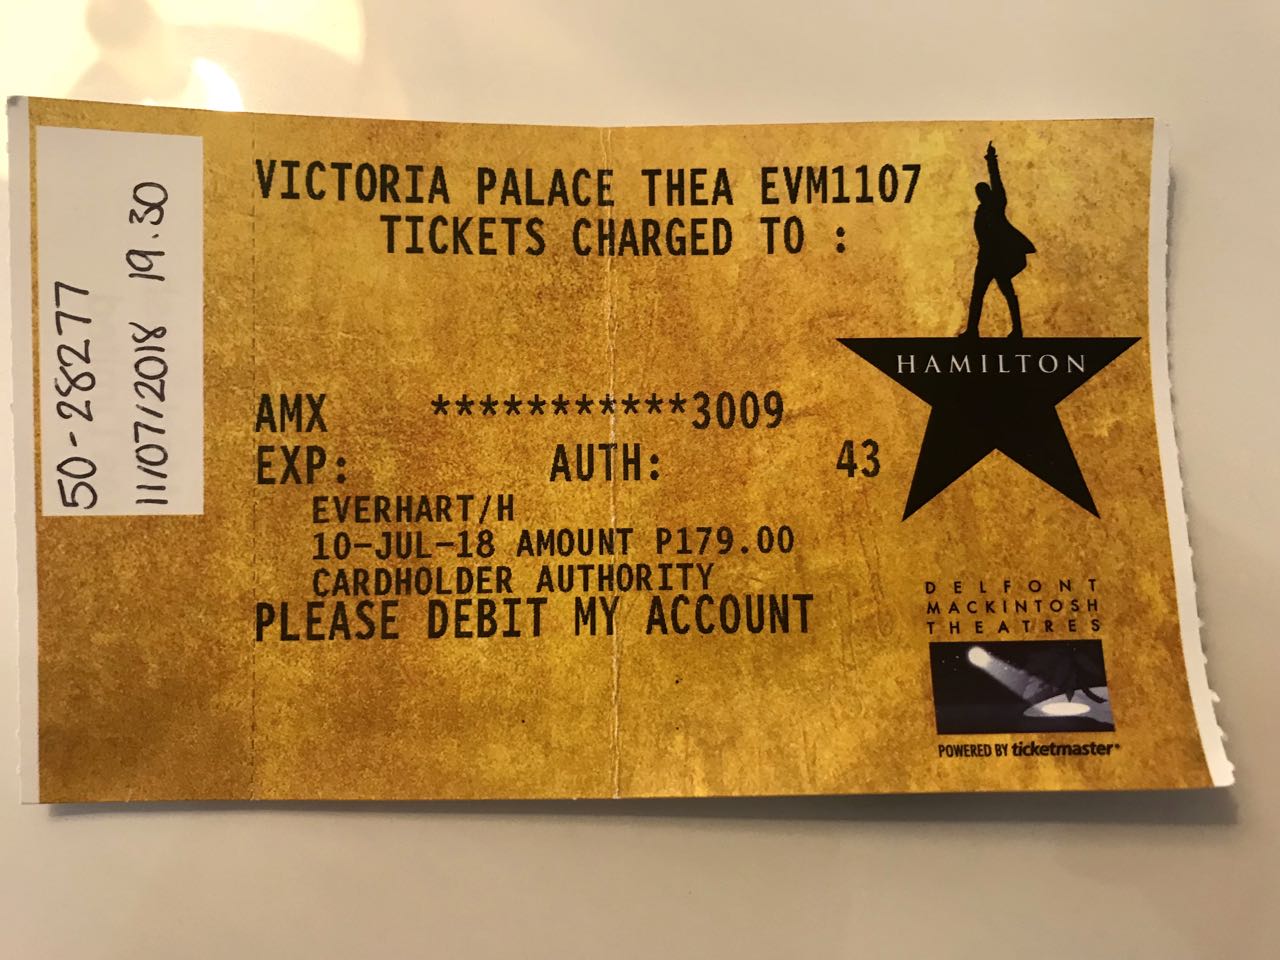 50-28277
11/07/2018 19.30
VICTORIA PALACE THEA EVM1107
TICKETS CHARGED TO :
AMX ***********3009
EXP: AUTH: 43
EVERHART/H
10-JUL-18 AMOUNT P179.00
CARDHOLDER AUTHORITY
PLEASE DEBIT MY ACCOUNT
HAMILTON
DELFONT
MACKINTOSH
THEATRES
POWERED BY ticketmaster®